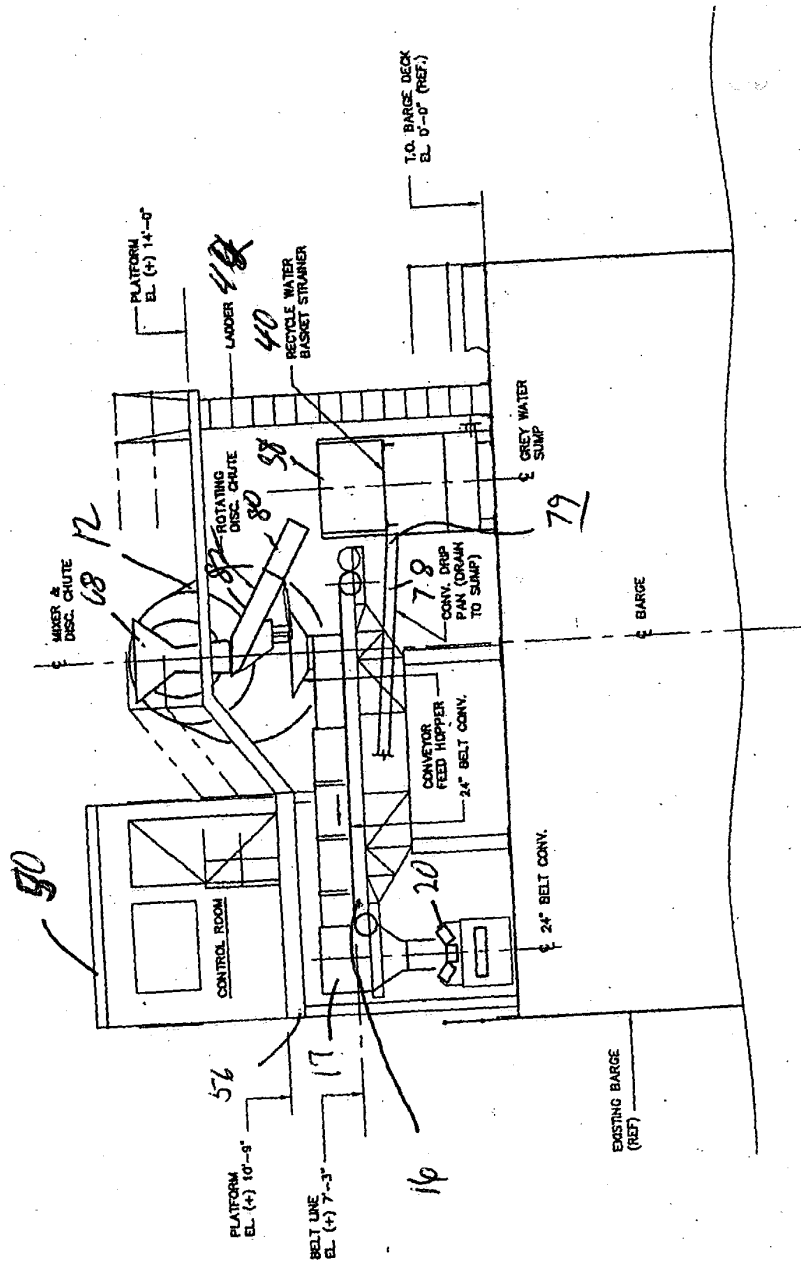 PLATFORM
EL. (+) 14'-0"
LADDER
40
RECYCLE WATER
BASKET STRAINER
T.O. BARGE DECK
EL. 0'-0" (REF.)
℄ MIXER &
DISC. CHUTE
68
12
82
ROTATING
DISC. CHUTE
80
38
50
CONTROL ROOM
PLATFORM
EL. (+) 10'-9"
56
BELT LINE
EL. (+) 7'-3"
17
16
20
CONVEYOR
FEED HOPPER
24" BELT CONV.
78
CONV. DRIP
PAN (DRAIN
TO SUMP)
79
℄ GREY WATER
SUMP
℄ 24" BELT CONV.
℄ BARGE
EXISTING BARGE
(REF)